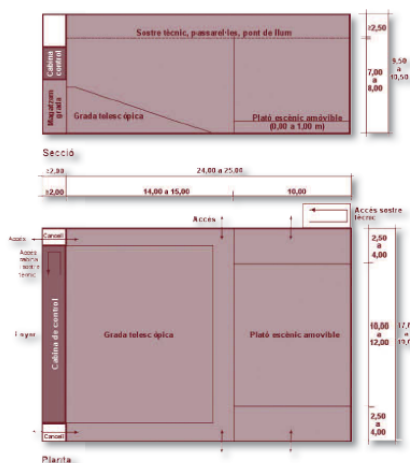 Sostre tècnic, passarel·les, pont de llum
Cabina
control
Magatzem
grada
Grada telescòpica
Plató escènic amovible
(0,00 a 1,00 m)
≥2,50
7,00
a
8,00
9,50
a
10,50
Secció
≥2,00
24,00 a 25,00
≥2,00
14,00 a 15,00
10,00
Accés
Accés sostre
tècnic
Accés
Cancell
Accés
Cabina de control
Grada telescòpica
Plató escènic amovible
2,50
a
4,00
10,00
a
12,00
2,50
a
4,00
Cancell
Planta